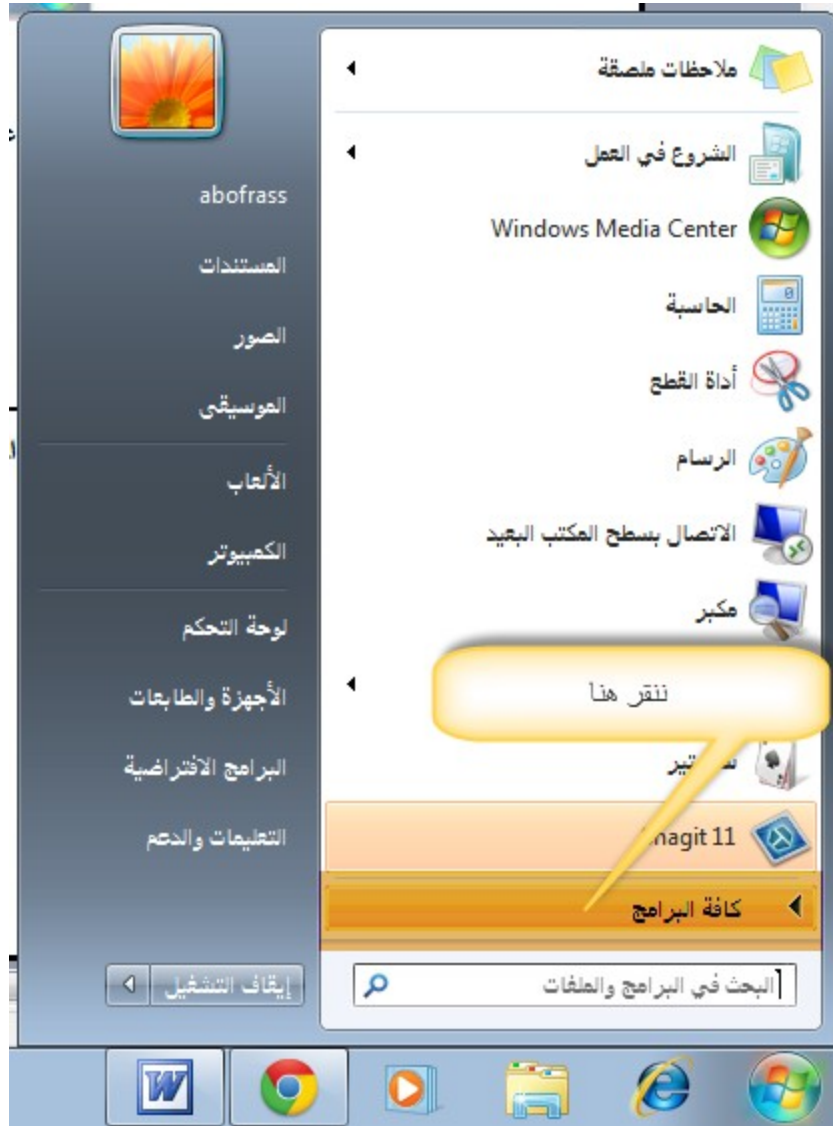 ملاحظات ملصقة
الشروع في العمل
Windows Media Center
الحاسبة
أداة القطع
الرسام
الاتصال بسطح المكتب البعيد
مكبر
ننقر هنا
كافة البرامج
البحث في البرامج والملفات
abofrass
المستندات
الصور
الموسيقى
الألعاب
الكمبيوتر
لوحة التحكم
الأجهزة والطابعات
البرامج الافتراضية
التعليمات والدعم
إيقاف التشغيل